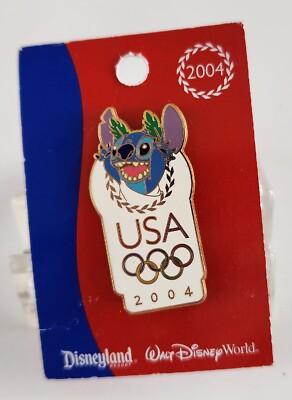 2004
USA
2004
Disneyland
RESORT
WALT DISNEY World.